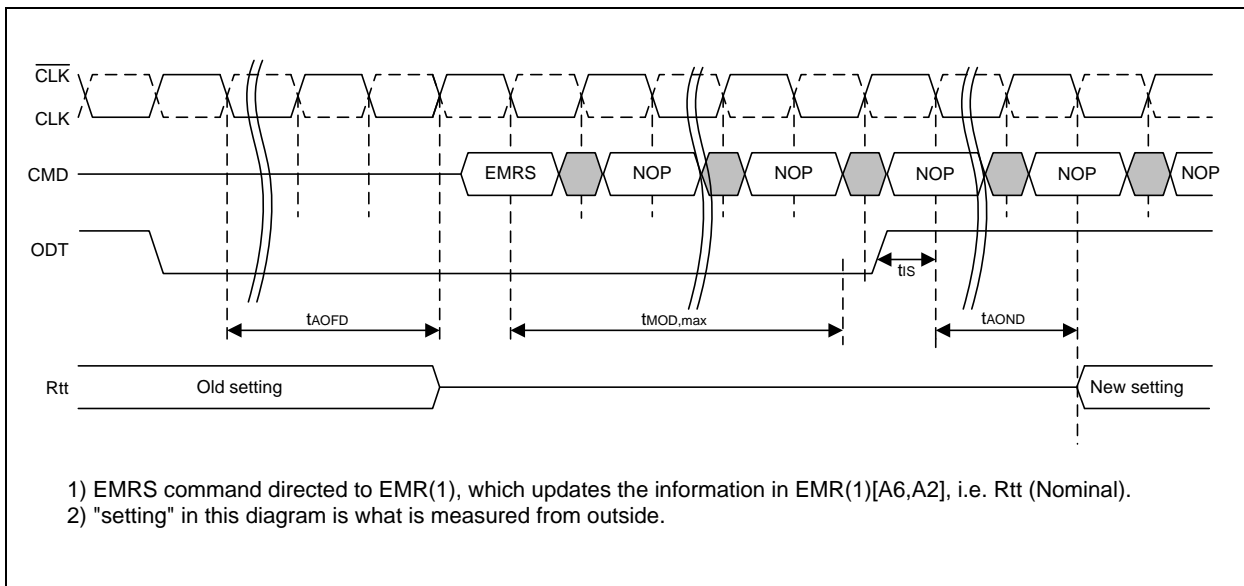 CLK
CLK
CMD
EMRS
NOP
NOP
NOP
NOP
NOP
ODT
tIS
tAOFD
tMOD,max
tAOND
Rtt
Old setting
New setting
1) EMRS command directed to EMR(1), which updates the information in EMR(1)[A6,A2], i.e. Rtt (Nominal).
2) "setting" in this diagram is what is measured from outside.